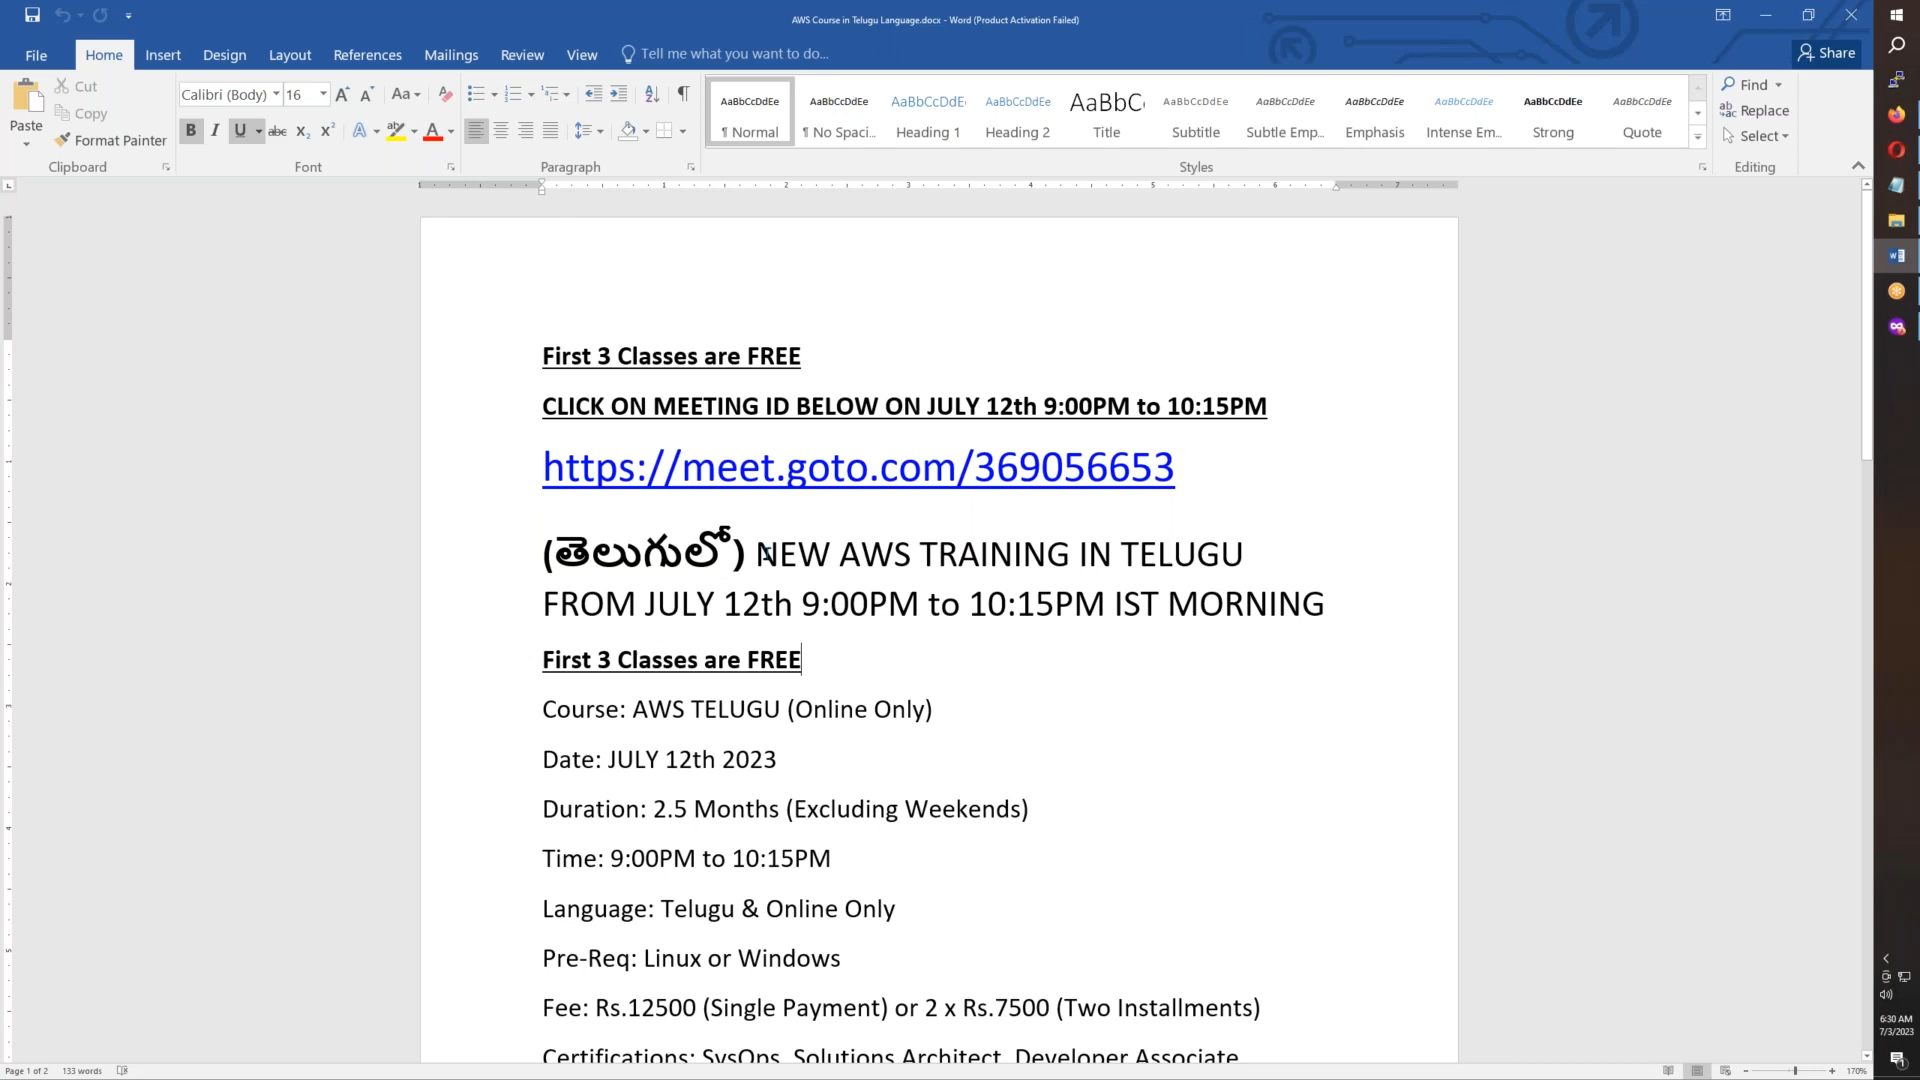 AWS Course in Telugu Language.docx - Word (Product Activation Failed)
File Home Insert Design Layout References Mailings Review View Tell me what you want to do... Share
Paste
Cut
Copy
Format Painter
Clipboard
Calibri (Body) 16
Font
Paragraph
AaBbCcDdEe AaBbCcDdEe AaBbCcDdE AaBbCcDdEe AaBbC AaBbCcDdEe AaBbCcDdEe AaBbCcDdEe AaBbCcDdEe AaBbCcDdEe AaBbCcDdEe
¶ Normal ¶ No Spaci... Heading 1 Heading 2 Title Subtitle Subtle Emp... Emphasis Intense Em... Strong Quote
Styles
Find
Replace
Select
Editing
First 3 Classes are FREE
CLICK ON MEETING ID BELOW ON JULY 12th 9:00PM to 10:15PM
https://meet.goto.com/369056653
(తెలుగులో) NEW AWS TRAINING IN TELUGU
FROM JULY 12th 9:00PM to 10:15PM IST MORNING
First 3 Classes are FREE
Course: AWS TELUGU (Online Only)
Date: JULY 12th 2023
Duration: 2.5 Months (Excluding Weekends)
Time: 9:00PM to 10:15PM
Language: Telugu & Online Only
Pre-Req: Linux or Windows
Fee: Rs.12500 (Single Payment) or 2 x Rs.7500 (Two Installments)
Certifications: SysOps, Solutions Architect, Developer Associate
Page 1 of 2 133 words 170%
6:30 AM
7/3/2023